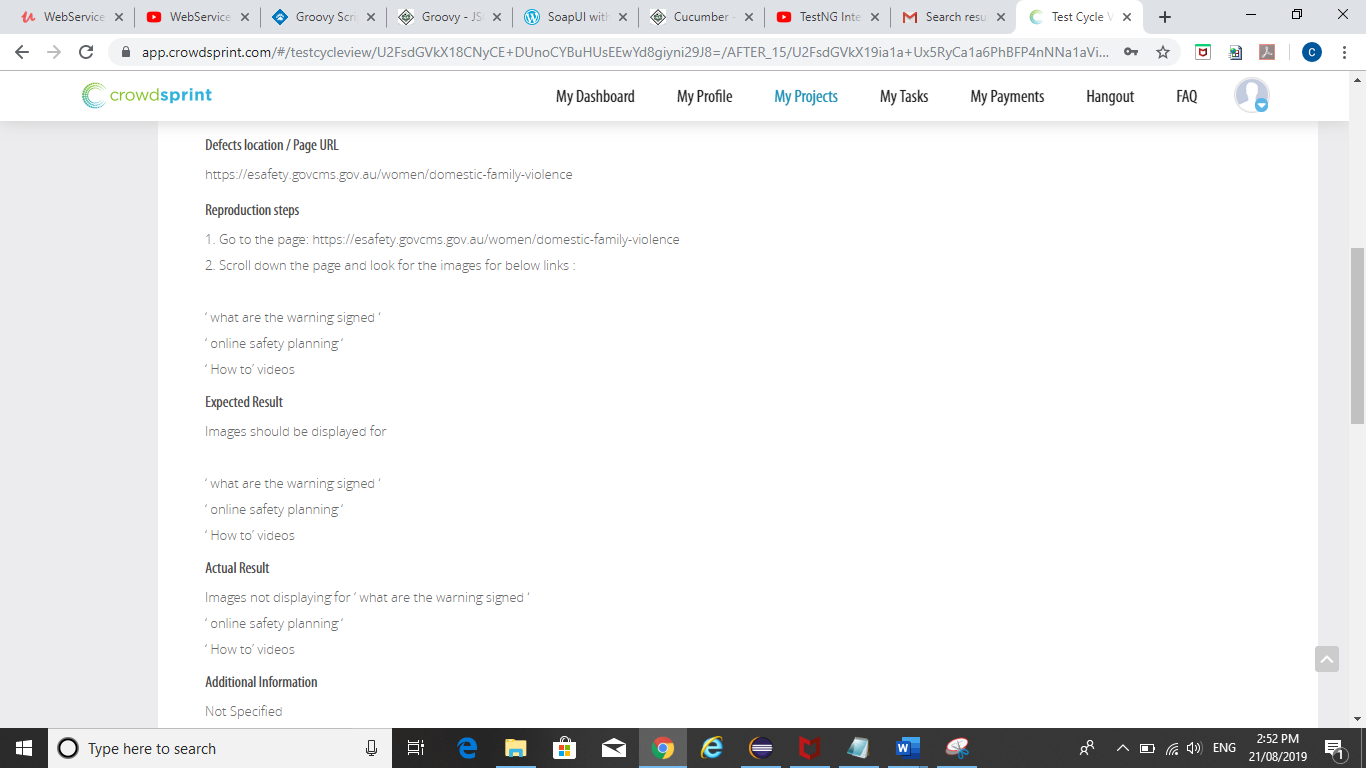 WebService
WebService
Groovy Scri
Groovy - JS
SoapUI with
Cucumber -
TestNG Inte
Search resu
Test Cycle V
app.crowdsprint.com/#/testcycleview/U2FsdGVkX18CNyCE+DUnoCYBuHUsEEwYd8giyni29J8=/AFTER_15/U2FsdGVkX19ia1a+Ux5RyCa1a6PhBFP4nNNa1aVi...
C
crowdsprint
My Dashboard
My Profile
My Projects
My Tasks
My Payments
Hangout
FAQ
Defects location / Page URL
https://esafety.govcms.gov.au/women/domestic-family-violence
Reproduction steps
1. Go to the page: https://esafety.govcms.gov.au/women/domestic-family-violence
2. Scroll down the page and look for the images for below links :
‘ what are the warning signed ‘
‘ online safety planning‘
‘ How to’ videos
Expected Result
Images should be displayed for
‘ what are the warning signed ‘
‘ online safety planning ‘
‘ How to’ videos
Actual Result
Images not displaying for ‘ what are the warning signed ‘
‘ online safety planning‘
‘ How to’ videos
Additional Information
Not Specified
Type here to search
ENG
2:52 PM
21/08/2019
1